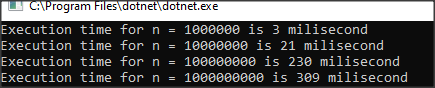 C:\Program Files\dotnet\dotnet.exe
Execution time for n = 1000000 is 3 milisecond
Execution time for n = 10000000 is 21 milisecond
Execution time for n = 100000000 is 230 milisecond
Execution time for n = 1000000000 is 309 milisecond